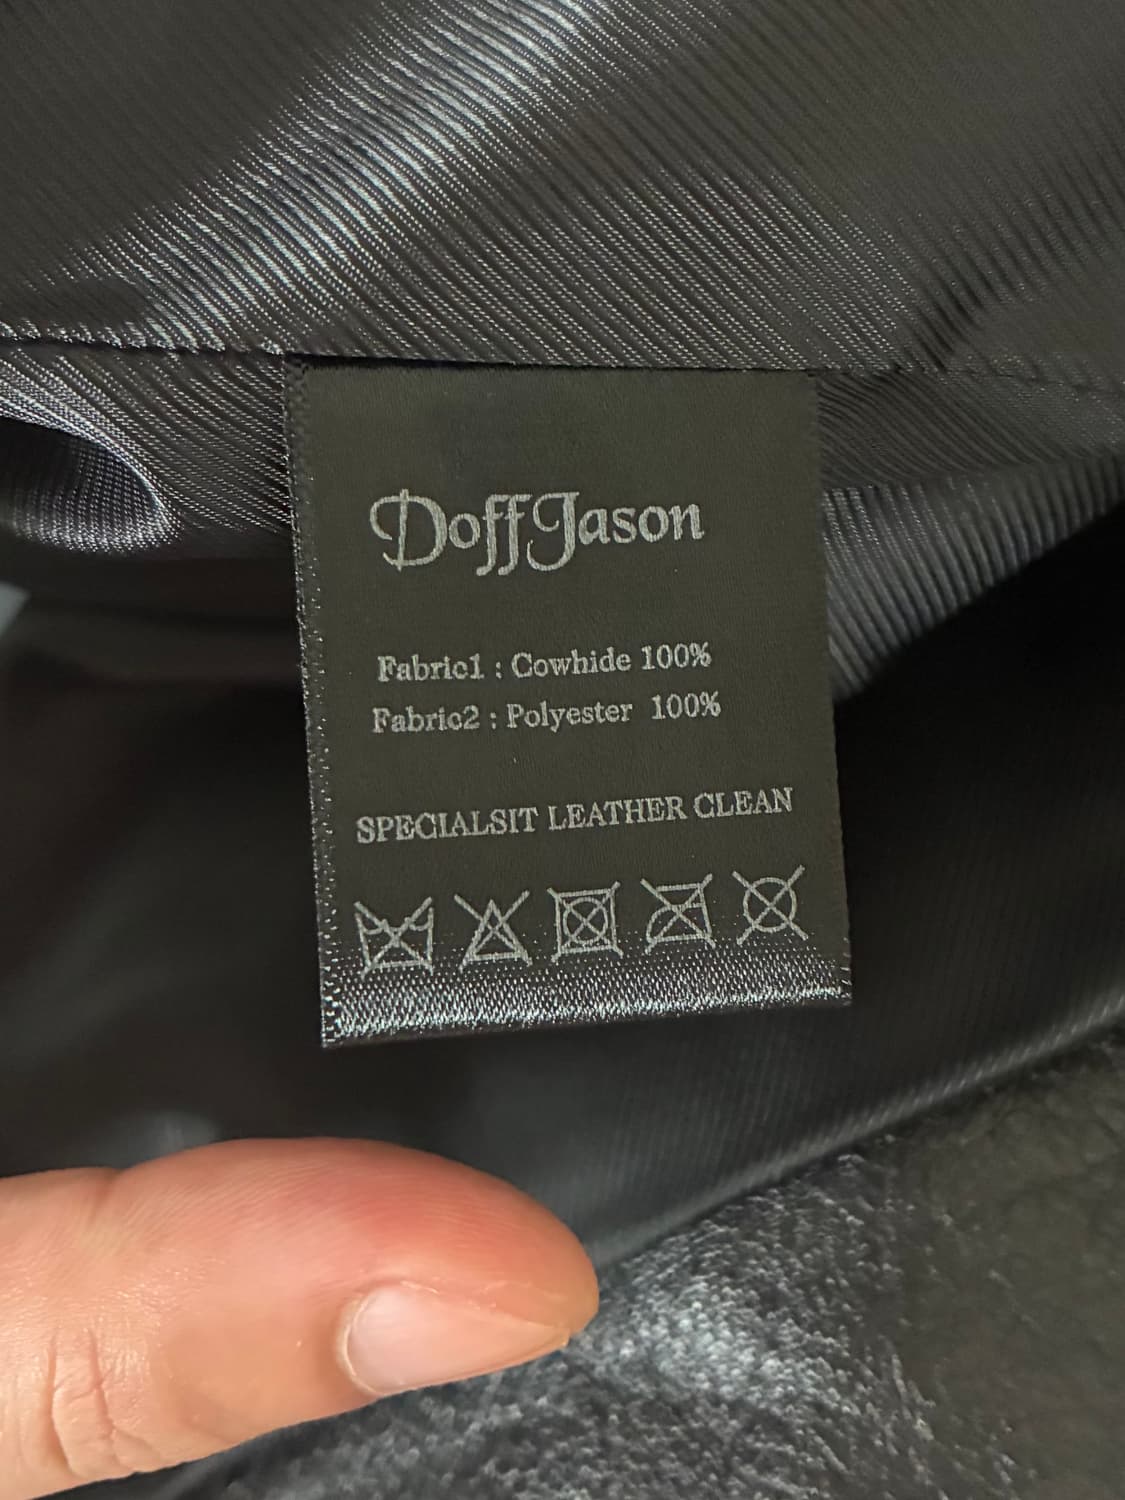 DoffJason
Fabric1 : Cowhide 100%
Fabric2 : Polyester 100%
SPECIALSIT LEATHER CLEAN